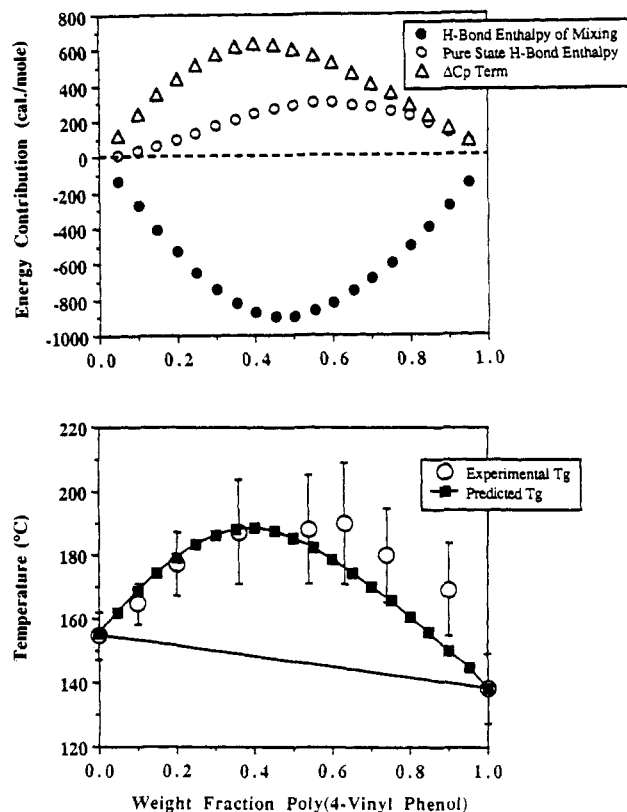 800
600
400
200
0
-200
-400
-600
-800
-1000
Energy Contribution (cal./mole)
0.0 0.2 0.4 0.6 0.8 1.0
H-Bond Enthalpy of Mixing
Pure State H-Bond Enthalpy
ΔCp Term
220
200
180
160
140
120
Temperature (°C)
Experimental Tg
Predicted Tg
0.0 0.2 0.4 0.6 0.8 1.0
Weight Fraction Poly(4-Vinyl Phenol)